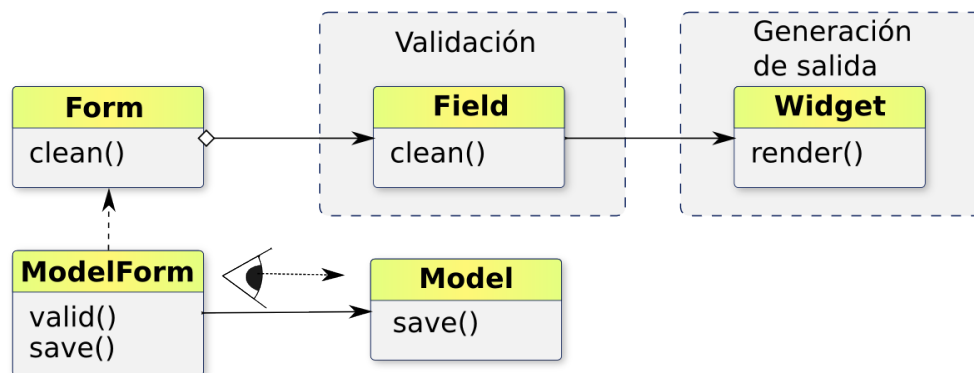 Validación
Generación
de salida
Form
clean()
Field
clean()
Widget
render()
ModelForm
valid()
save()
Model
save()